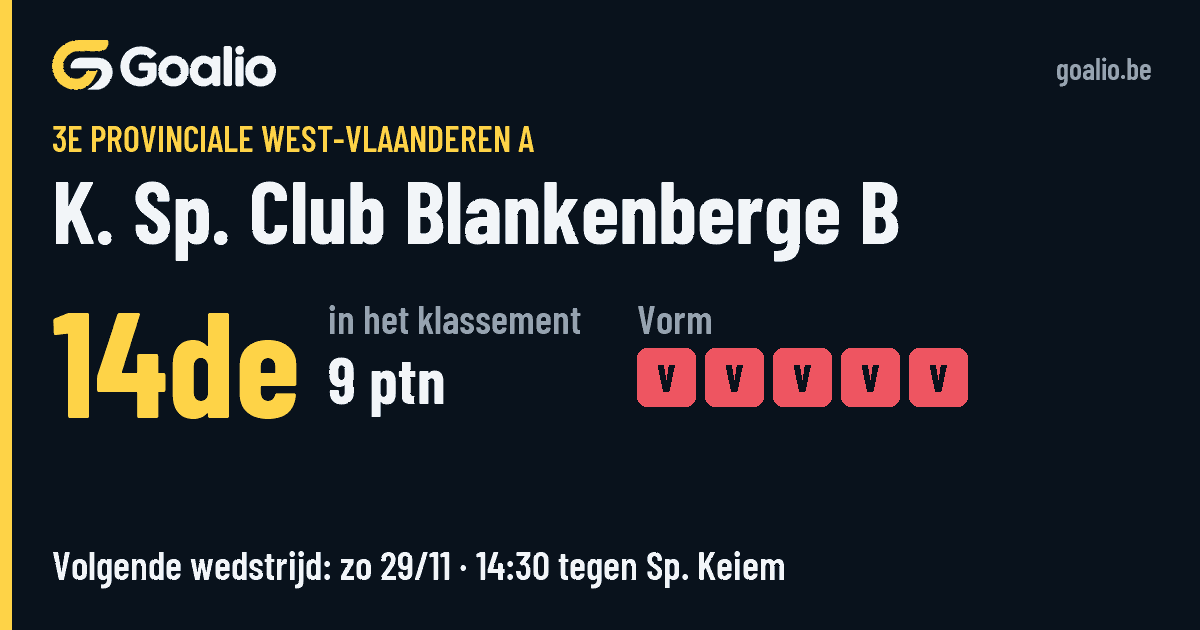 Goalio
goalio.be
3E PROVINCIALE WEST-VLAANDEREN A
K. Sp. Club Blankenberge B
14de
in het klassement
9 ptn
Vorm
V V V V V
Volgende wedstrijd: zo 29/11 · 14:30 tegen Sp. Keiem